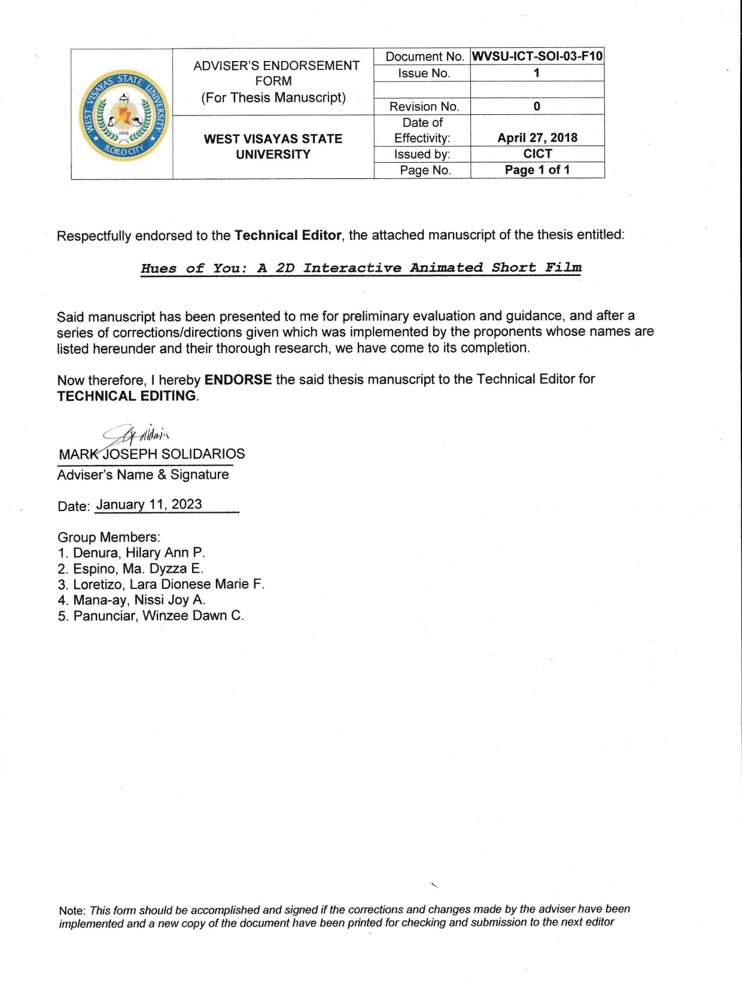 WEST VISAYAS STATE UNIVERSITY
1902
ILOILO CITY
ADVISER'S ENDORSEMENT
FORM
(For Thesis Manuscript)
WEST VISAYAS STATE
UNIVERSITY
Document No. WVSU-ICT-SOI-03-F10
Issue No. 1
Revision No. 0
Date of
Effectivity: April 27, 2018
Issued by: CICT
Page No. Page 1 of 1
Respectfully endorsed to the Technical Editor, the attached manuscript of the thesis entitled:
Hues of You: A 2D Interactive Animated Short Film
Said manuscript has been presented to me for preliminary evaluation and guidance, and after a
series of corrections/directions given which was implemented by the proponents whose names are
listed hereunder and their thorough research, we have come to its completion.
Now therefore, I hereby ENDORSE the said thesis manuscript to the Technical Editor for
TECHNICAL EDITING.
MARK JOSEPH SOLIDARIOS
Adviser's Name & Signature
Date: January 11, 2023
Group Members:
1. Denura, Hilary Ann P.
2. Espino, Ma. Dyzza E.
3. Loretizo, Lara Dionese Marie F.
4. Mana-ay, Nissi Joy A.
5. Panunciar, Winzee Dawn C.
Note: This form should be accomplished and signed if the corrections and changes made by the adviser have been
implemented and a new copy of the document have been printed for checking and submission to the next editor